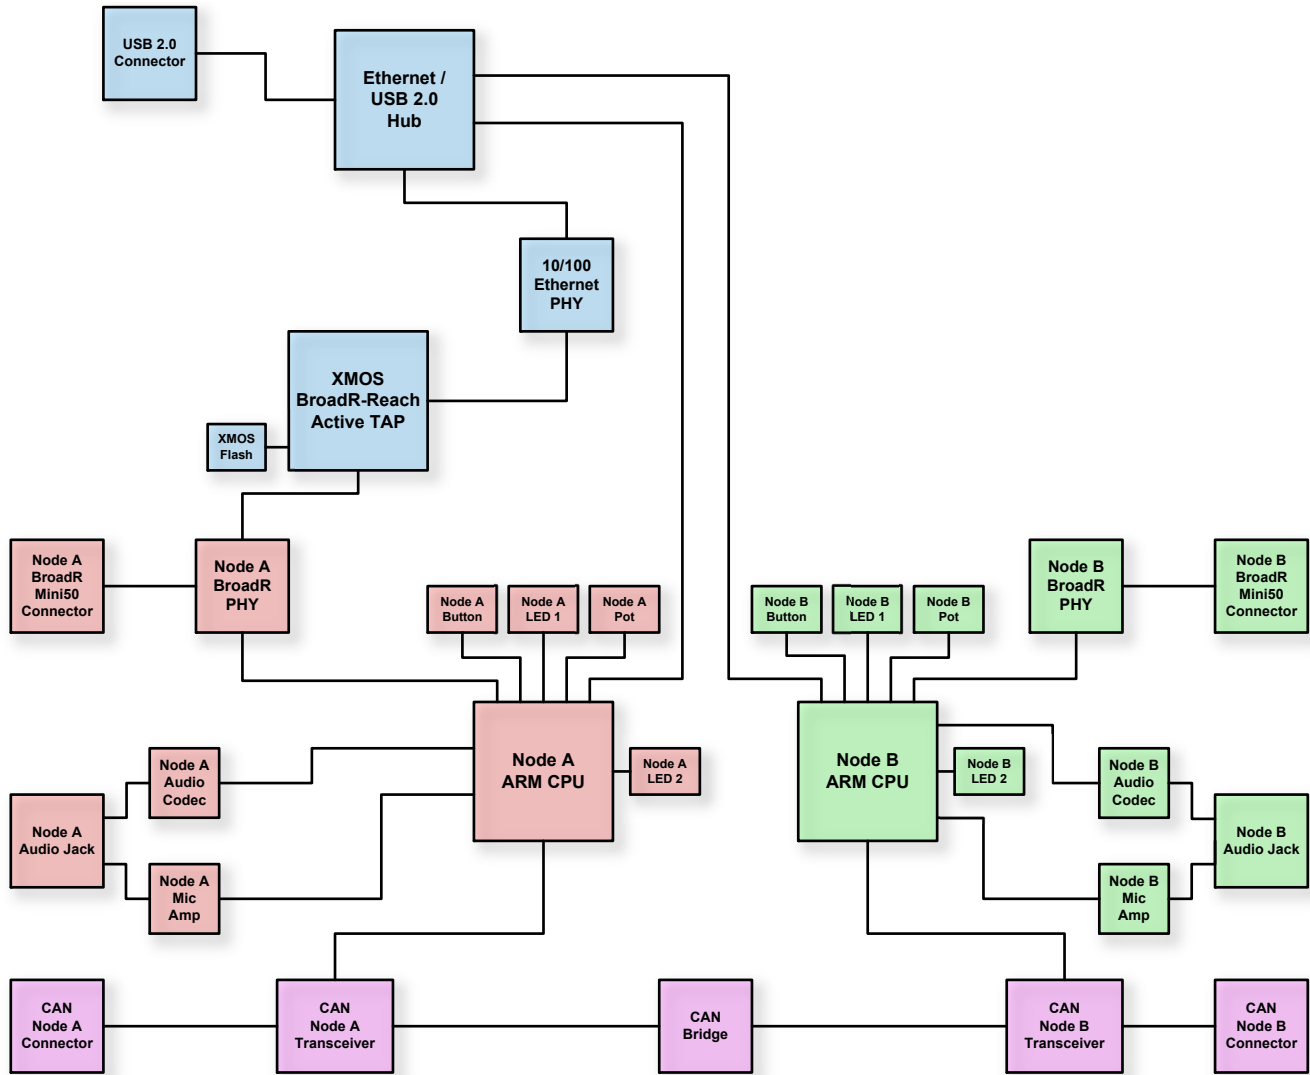 USB 2.0
Connector
Ethernet /
USB 2.0
Hub
10/100
Ethernet
PHY
XMOS
BroadR-Reach
Active TAP
XMOS
Flash
Node A
BroadR
Mini50
Connector
Node A
BroadR
PHY
Node A
Button
Node A
LED 1
Node A
Pot
Node B
Button
Node B
LED 1
Node B
Pot
Node B
BroadR
PHY
Node B
BroadR
Mini50
Connector
Node A
ARM CPU
Node A
LED 2
Node B
ARM CPU
Node B
LED 2
Node A
Audio
Codec
Node B
Audio
Codec
Node A
Audio Jack
Node B
Audio Jack
Node A
Mic
Amp
Node B
Mic
Amp
CAN
Node A
Connector
CAN
Node A
Transceiver
CAN
Bridge
CAN
Node B
Transceiver
CAN
Node B
Connector